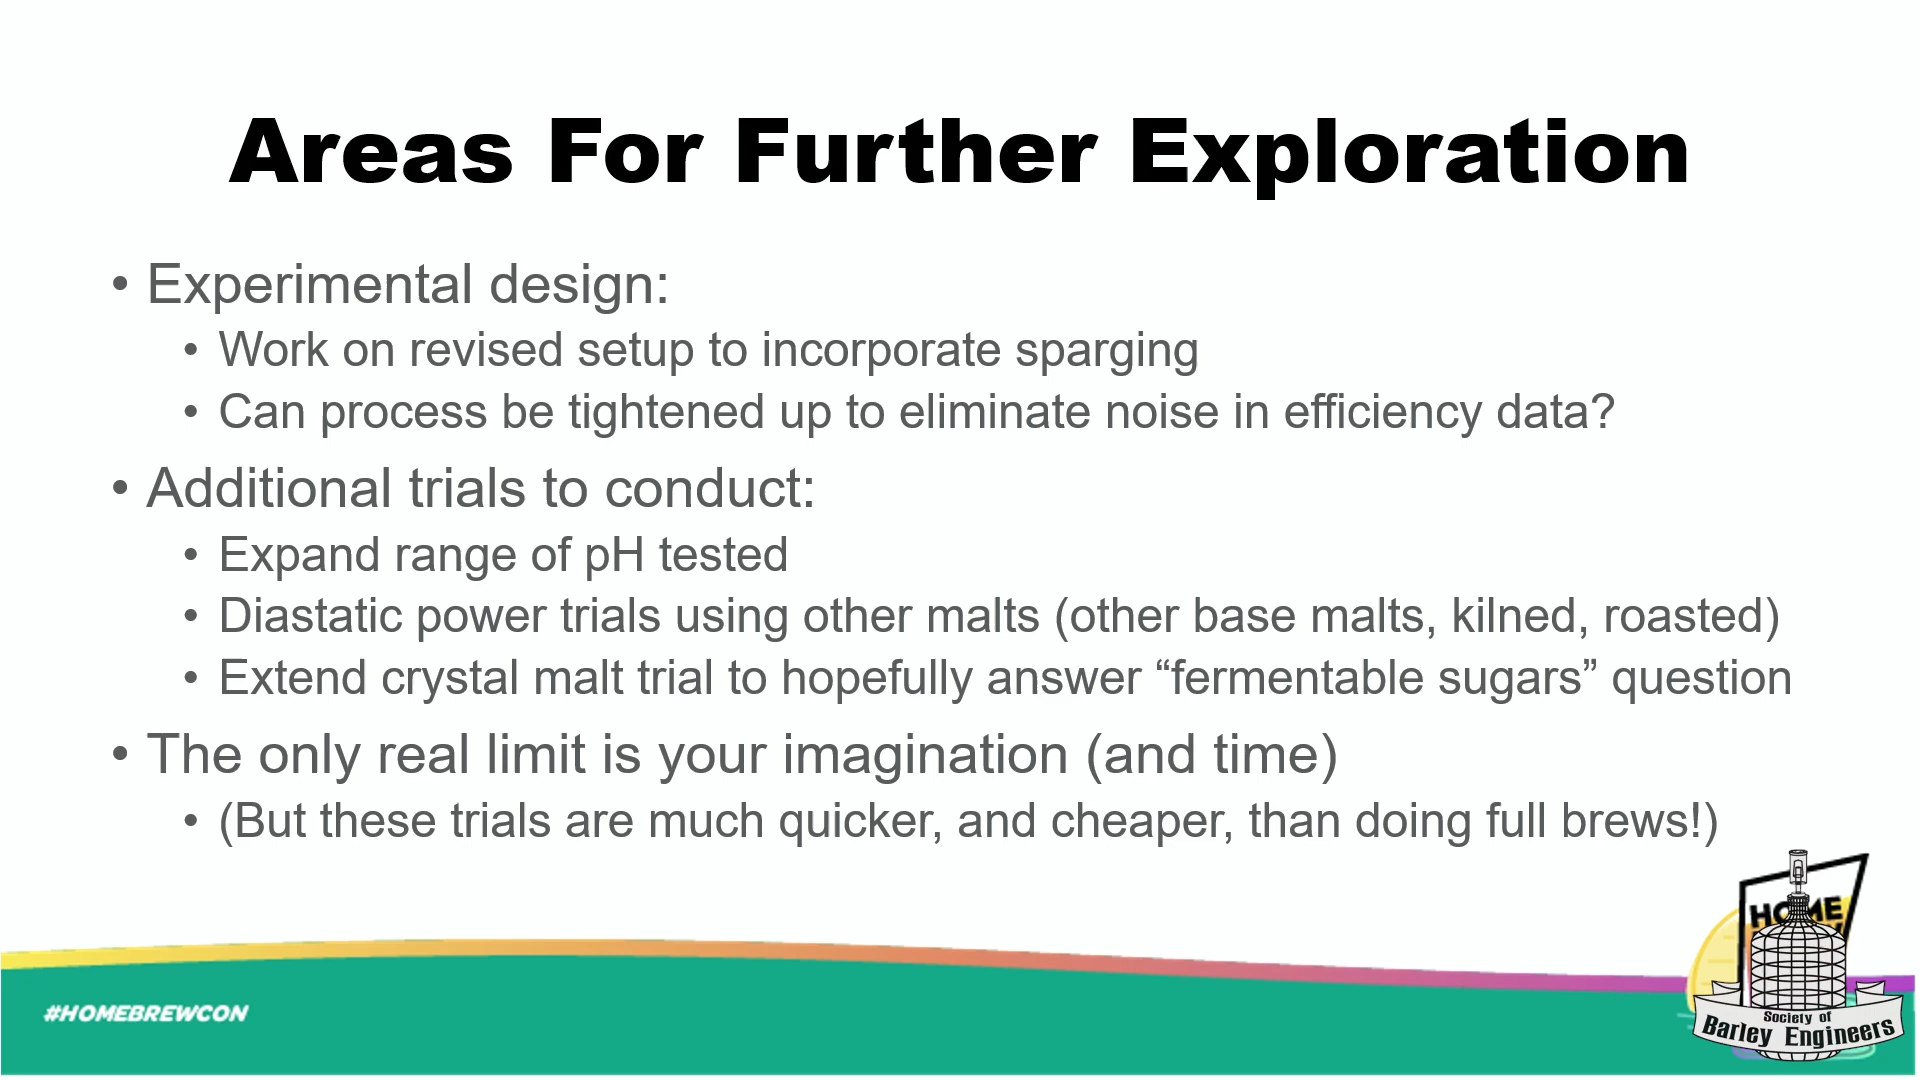 Areas For Further Exploration
• Experimental design:
• Work on revised setup to incorporate sparging
• Can process be tightened up to eliminate noise in efficiency data?
• Additional trials to conduct:
• Expand range of pH tested
• Diastatic power trials using other malts (other base malts, kilned, roasted)
• Extend crystal malt trial to hopefully answer “fermentable sugars” question
• The only real limit is your imagination (and time)
• (But these trials are much quicker, and cheaper, than doing full brews!)
HOME
#HOMEBREWCON
Society of
Barley Engineers